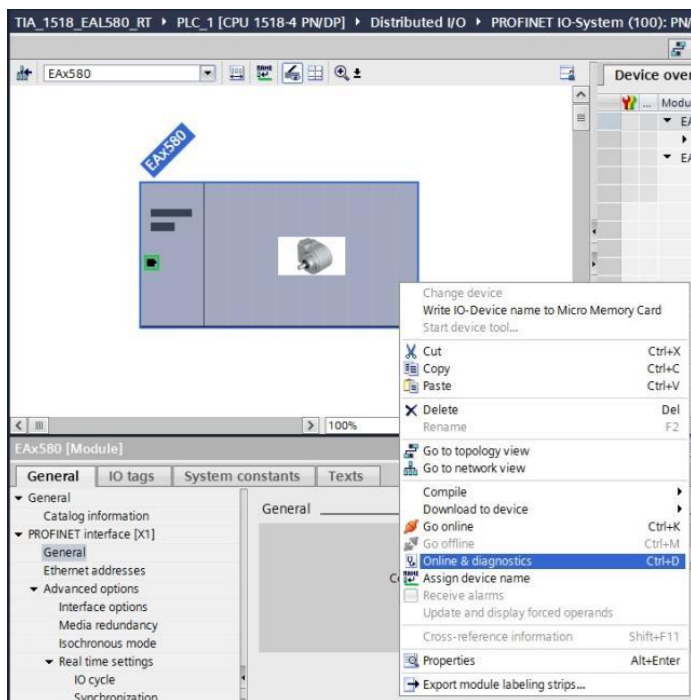 TIA_1518_EAL580_RT ▸ PLC_1 [CPU 1518-4 PN/DP] ▸ Distributed I/O ▸ PROFINET IO-System (100): PN/
EAx580
Device over
... Modu
EA
EA
EAx580
Change device
Write IO-Device name to Micro Memory Card
Start device tool...
Cut Ctrl+X
Copy Ctrl+C
Paste Ctrl+V
Delete Del
Rename F2
Go to topology view
Go to network view
Compile
Download to device
Go online Ctrl+K
Go offline Ctrl+M
Online & diagnostics Ctrl+D
Assign device name
Receive alarms
Update and display forced operands
Cross-reference information Shift+F11
Properties Alt+Enter
Export module labeling strips...
100%
EAx580 [Module]
General IO tags System constants Texts
General
Catalog information
PROFINET interface [X1]
General
Ethernet addresses
Advanced options
Interface options
Media redundancy
Isochronous mode
Real time settings
IO cycle
Synchronization
General